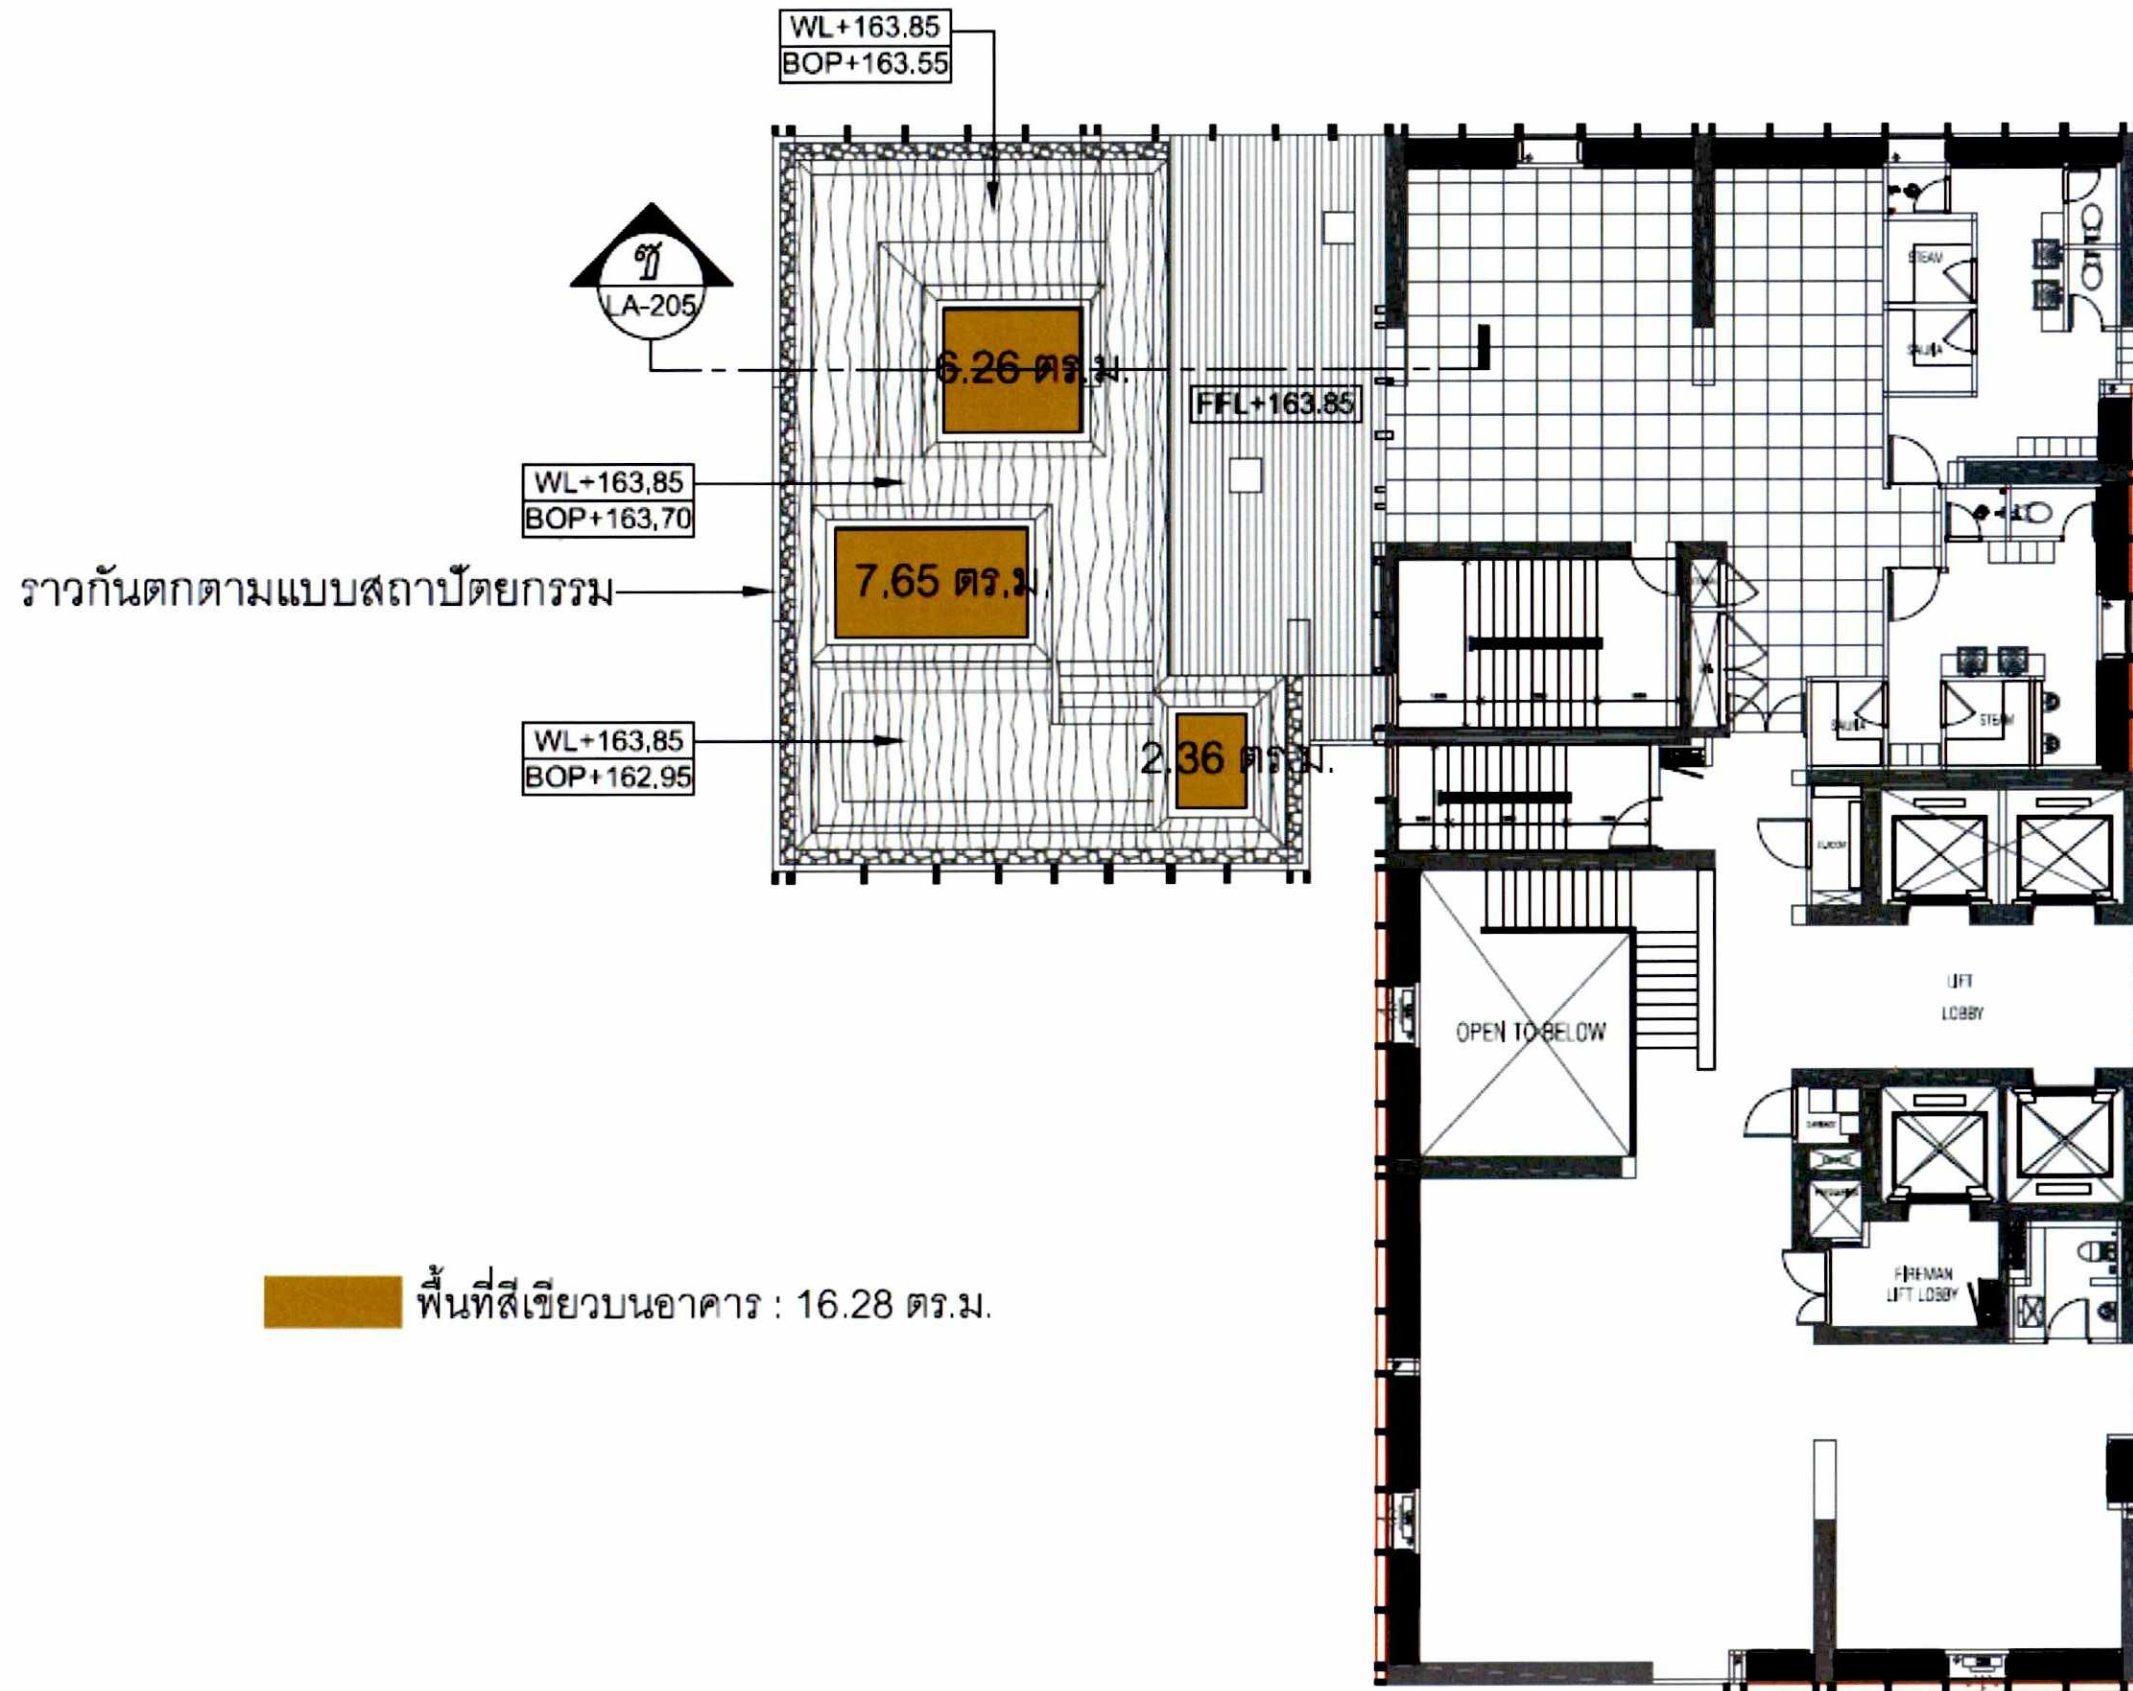 WL+163.85
BOP+163.55
ซ
LA-205
6.26 ตร.ม.
FFL+163.85
WL+163.85
BOP+163.70
ราวกันตกตามแบบสถาปัตยกรรม
7.65 ตร.ม.
WL+163.85
BOP+162.95
2.36 ตร.ม.
STEAM
SAUNA
SAUNA
STEAM
LIFT
LOBBY
OPEN TO BELOW
FIREMAN
LIFT LOBBY
พื้นที่สีเขียวบนอาคาร : 16.28 ตร.ม.